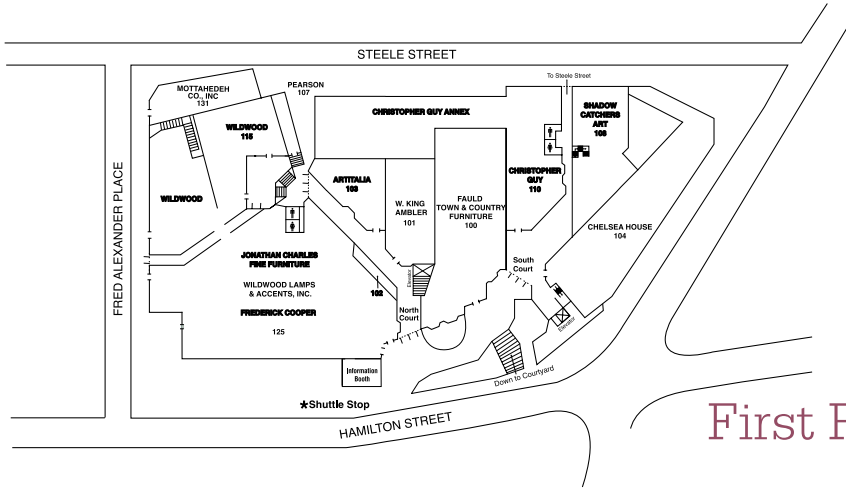 STEELE STREET
To Steele Street
MOTTAHEDEH
CO., INC
131
PEARSON
107
CHRISTOPHER GUY ANNEX
SHADOW
CATCHERS
ART
108
WILDWOOD
115
WILDWOOD
ARTITALIA
103
W. KING
AMBLER
101
FAULD
TOWN & COUNTRY
FURNITURE
100
CHRISTOPHER
GUY
110
CHELSEA HOUSE
104
FRED ALEXANDER PLACE
JONATHAN CHARLES
FINE FURNITURE
WILDWOOD LAMPS
& ACCENTS, INC.
FREDERICK COOPER
125
102
Elevator
North
Court
South
Court
Elevator
Information
Booth
Down to Courtyard
Shuttle Stop
HAMILTON STREET
First